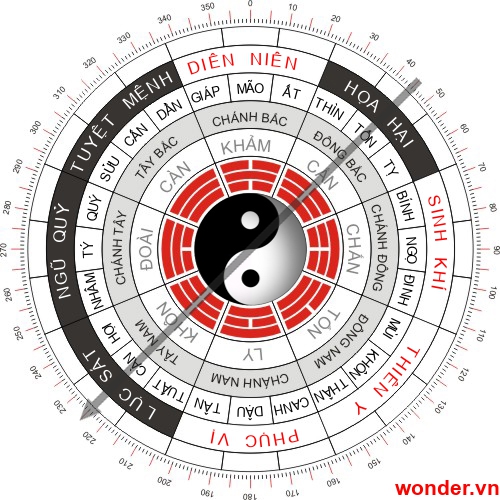 0
10
20
30
40
50
60
70
80
90
100
110
120
130
140
150
160
170
180
190
200
210
220
230
240
250
260
270
280
290
300
310
320
330
340
350
DIÊN NIÊN
HỌA HẠI
SINH KHÍ
THIÊN Y
PHỤC VỊ
LỤC SÁT
NGŨ QUỶ
TUYỆT MỆNH
GIÁP
MÃO
ẤT
THÌN
TỐN
TỴ
BÍNH
NGỌ
ĐINH
MÙI
KHÔN
THÂN
CANH
DẬU
TÂN
TUẤT
CÀN
HỢI
NHÂM
TÝ
QUÝ
SỬU
CẤN
DẦN
CHÁNH BẮC
ĐÔNG BẮC
CHÁNH ĐÔNG
ĐÔNG NAM
CHÁNH NAM
TÂY NAM
CHÁNH TÂY
TÂY BẮC
KHẢM
CẤN
CHẤN
TỐN
LY
KHÔN
ĐOÀI
CÀN
wonder.vn